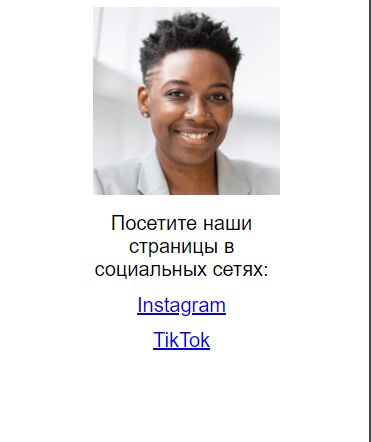 Посетите наши
страницы в
социальных сетях:
Instagram
TikTok